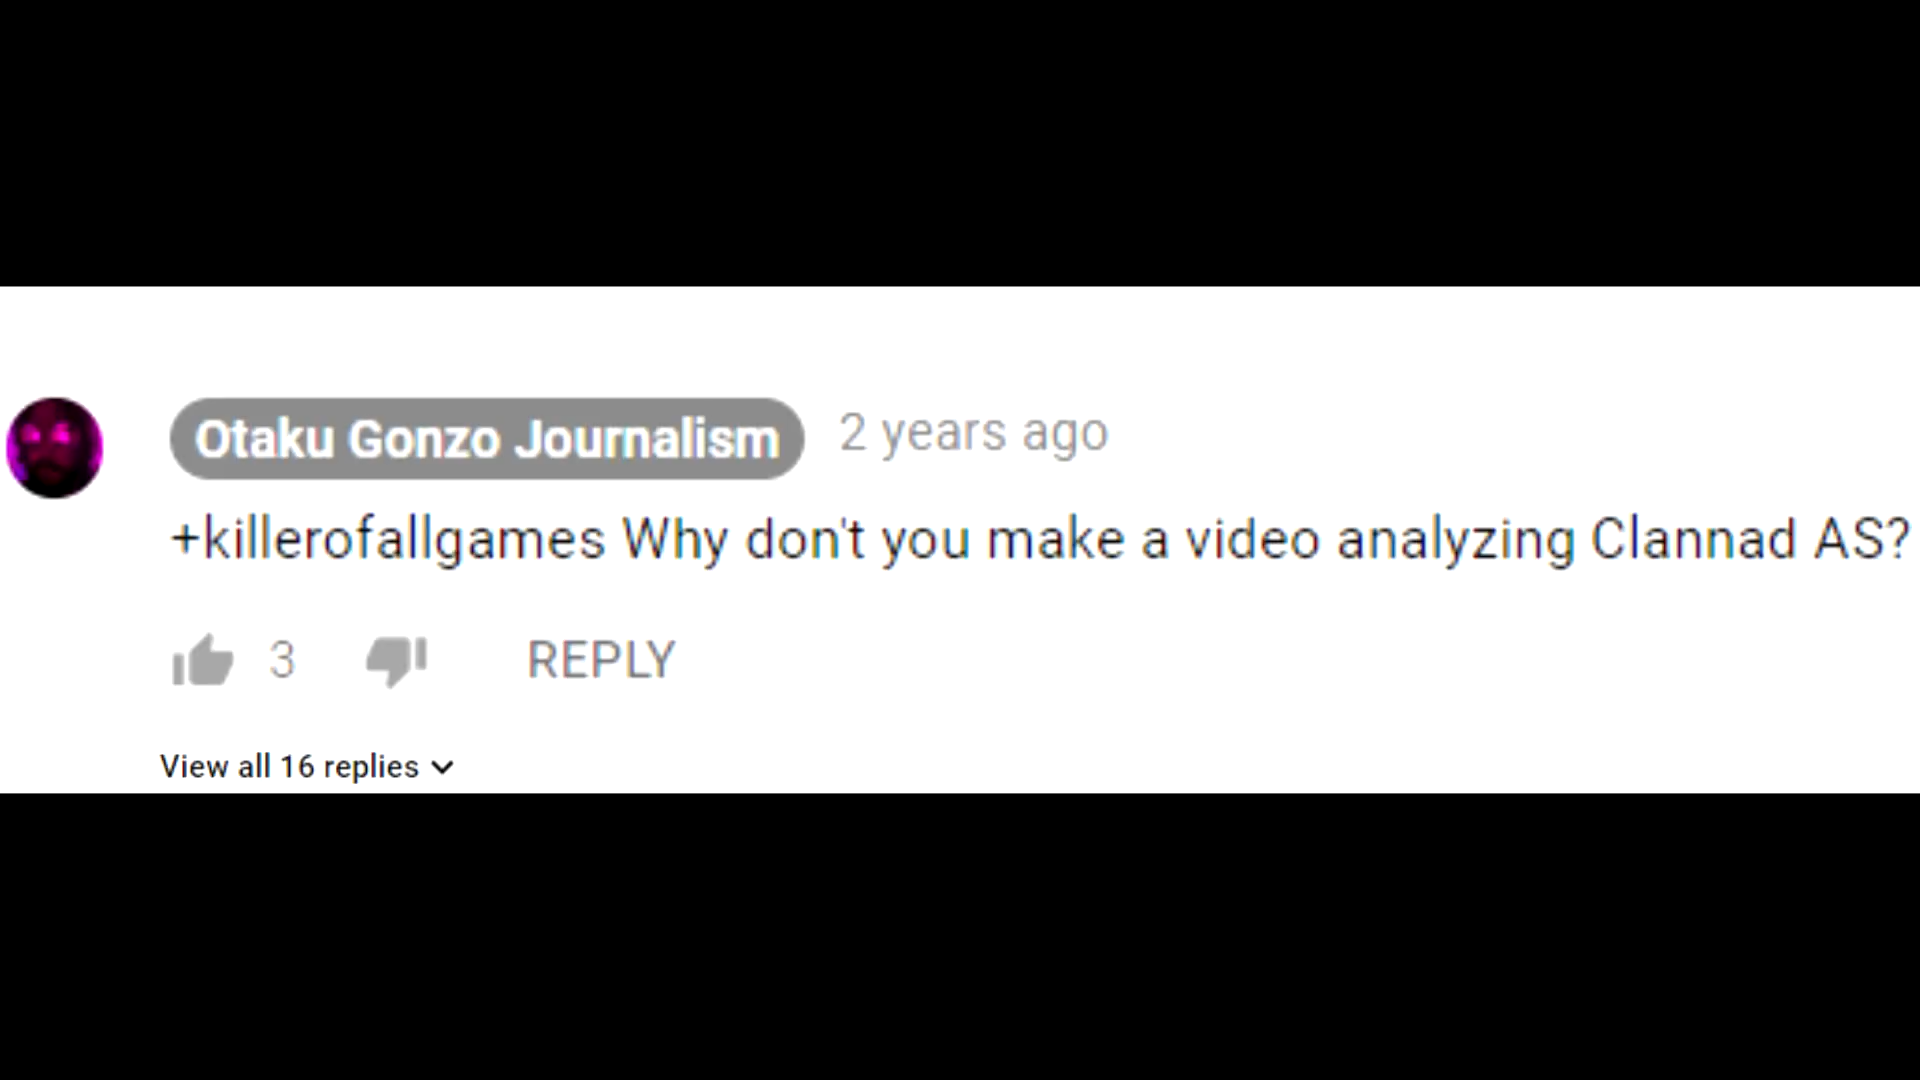 Otaku Gonzo Journalism 2 years ago
+killerofallgames Why don't you make a video analyzing Clannad AS?
3 REPLY
View all 16 replies